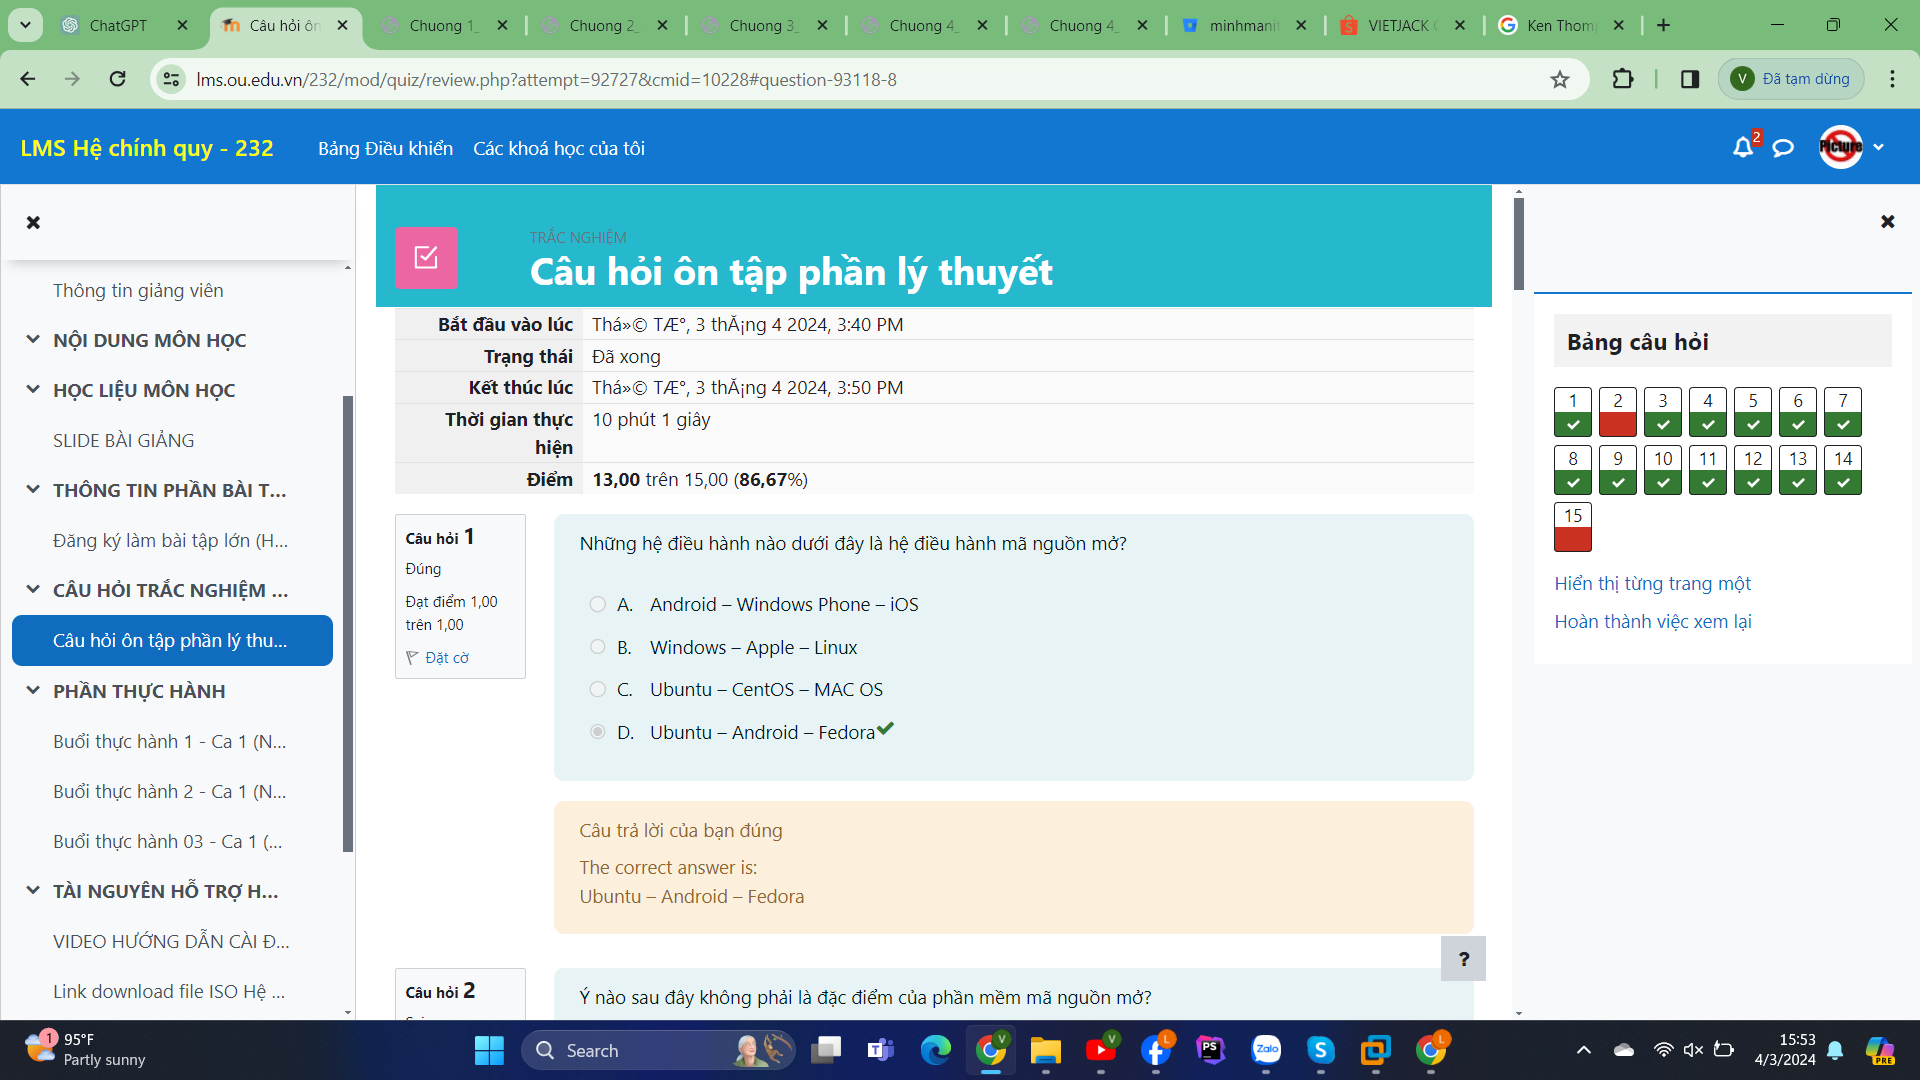 ChatGPT
Câu hỏi ôn
Chuong 1_
Chuong 2_
Chuong 3_
Chuong 4_
Chuong 4_
minhmanit
VIETJACK
Ken Thom
lms.ou.edu.vn/232/mod/quiz/review.php?attempt=92727&cmid=10228#question-93118-8
V
Đã tạm dừng
LMS Hệ chính quy - 232
Bảng Điều khiển
Các khoá học của tôi
2
Picture
Thông tin giảng viên
NỘI DUNG MÔN HỌC
HỌC LIỆU MÔN HỌC
SLIDE BÀI GIẢNG
THÔNG TIN PHẦN BÀI T...
Đăng ký làm bài tập lớn (H...
CÂU HỎI TRẮC NGHIỆM ...
Câu hỏi ôn tập phần lý thu...
PHẦN THỰC HÀNH
Buổi thực hành 1 - Ca 1 (N...
Buổi thực hành 2 - Ca 1 (N...
Buổi thực hành 03 - Ca 1 (...
TÀI NGUYÊN HỖ TRỢ H...
VIDEO HƯỚNG DẪN CÀI Đ...
Link download file ISO Hệ ...
TRẮC NGHIỆM
Câu hỏi ôn tập phần lý thuyết
Bắt đầu vào lúc Thá»© TÆ°, 3 thÃ¡ng 4 2024, 3:40 PM
Trạng thái Đã xong
Kết thúc lúc Thá»© TÆ°, 3 thÃ¡ng 4 2024, 3:50 PM
Thời gian thực 10 phút 1 giây
hiện
Điểm 13,00 trên 15,00 (86,67%)
Câu hỏi 1
Đúng
Đạt điểm 1,00
trên 1,00
Đặt cờ
Những hệ điều hành nào dưới đây là hệ điều hành mã nguồn mở?
A. Android – Windows Phone – iOS
B. Windows – Apple – Linux
C. Ubuntu – CentOS – MAC OS
D. Ubuntu – Android – Fedora
Câu trả lời của bạn đúng
The correct answer is:
Ubuntu – Android – Fedora
Câu hỏi 2
Ý nào sau đây không phải là đặc điểm của phần mềm mã nguồn mở?
?
Bảng câu hỏi
1 2 3 4 5 6 7
8 9 10 11 12 13 14
15
Hiển thị từng trang một
Hoàn thành việc xem lại
1
95°F
Partly sunny
Search
V
V
L
PS
Zalo
L
15:53
4/3/2024
PRE